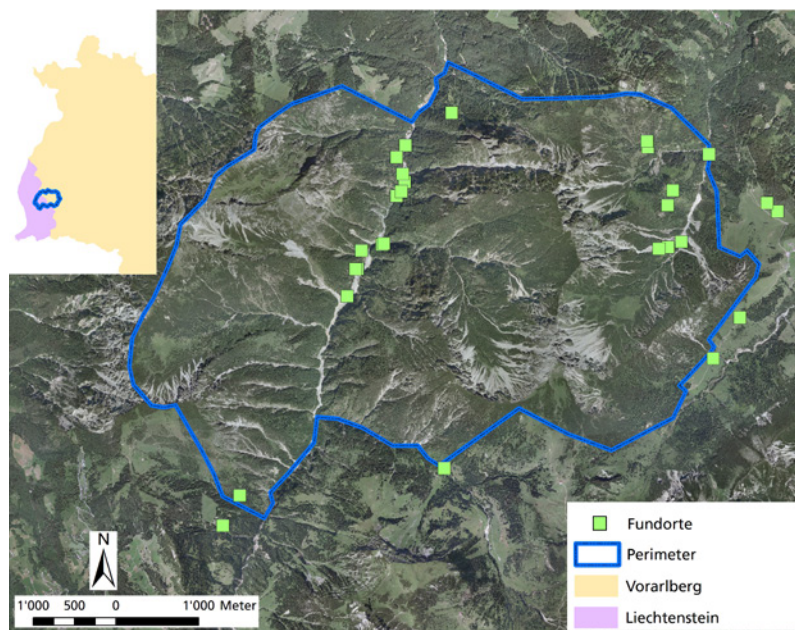 N
1'000 500 0 1'000 Meter
Fundorte
Perimeter
Vorarlberg
Liechtenstein